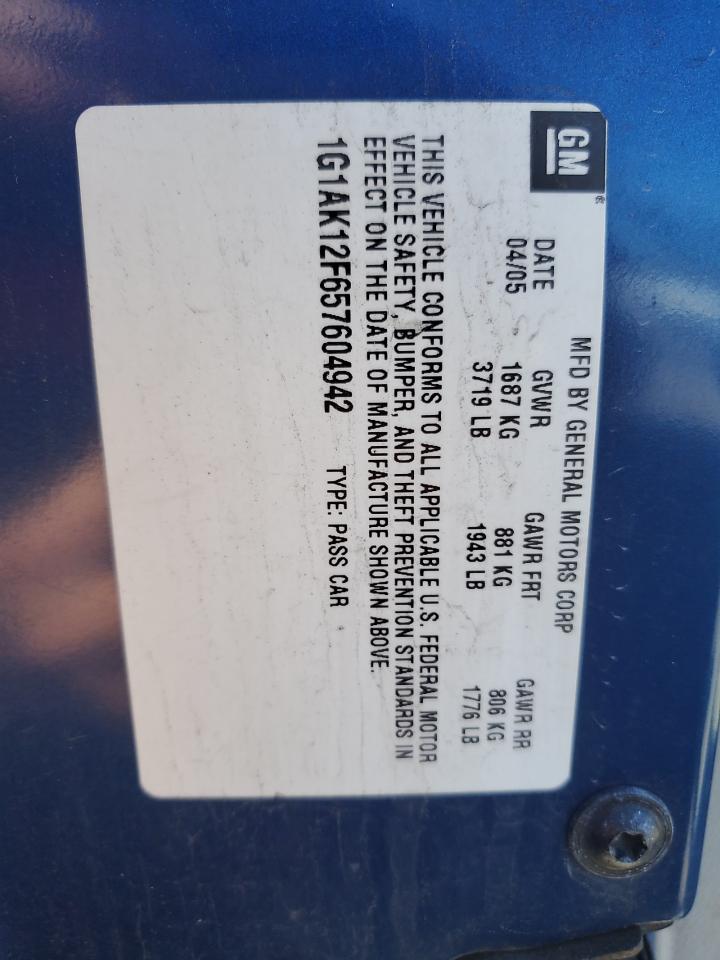 GM
MFD BY GENERAL MOTORS CORP
DATE GVWR GAWR FRT GAWR RR
04/05 1687 KG 881 KG 806 KG
3719 LB 1943 LB 1776 LB
THIS VEHICLE CONFORMS TO ALL APPLICABLE U.S. FEDERAL MOTOR
VEHICLE SAFETY, BUMPER, AND THEFT PREVENTION STANDARDS IN
EFFECT ON THE DATE OF MANUFACTURE SHOWN ABOVE.
1G1AK12F657604942 TYPE: PASS CAR